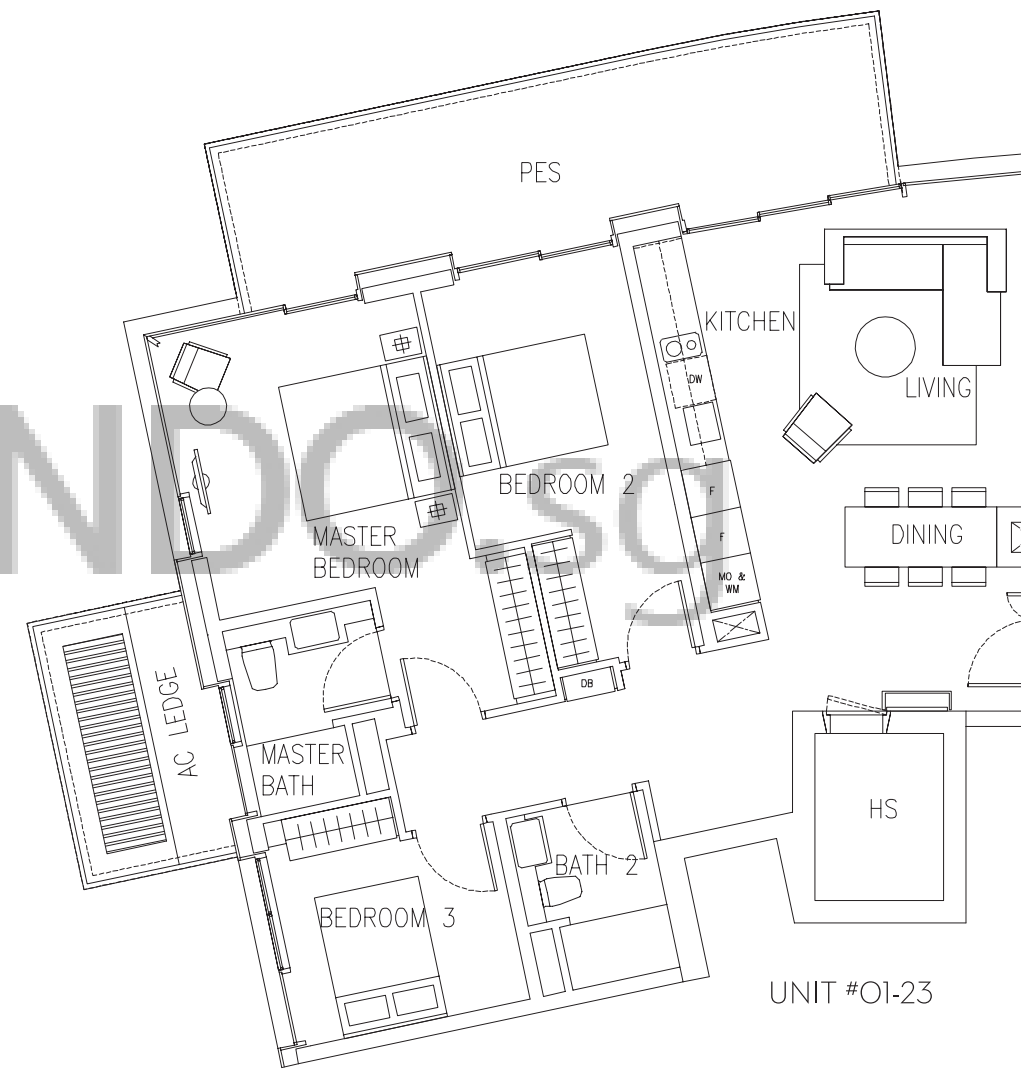 PES
KITCHEN
LIVING
DW
BEDROOM 2
F
DINING
F
MASTER
BEDROOM
MO &
WM
DB
AC LEDGE
MASTER
BATH
HS
BATH 2
BEDROOM 3
UNIT #01-23
NDO.sg